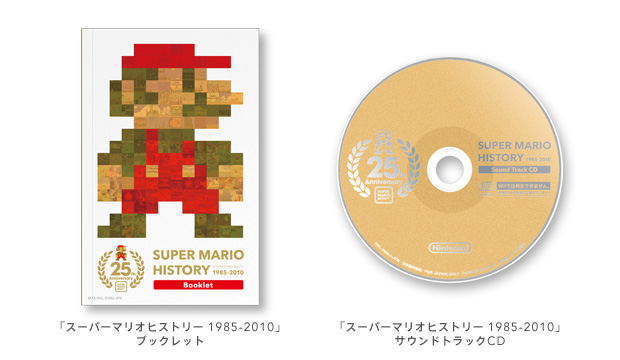 25th
Anniversary
SUPER MARIO
HISTORY 1985-2010
Booklet
25th
Anniversary
SUPER MARIO
HISTORY 1985-2010
Sound Track CD
Nintendo
「スーパーマリオヒストリー 1985-2010」
ブックレット
「スーパーマリオヒストリー 1985-2010」
サウンドトラックCD